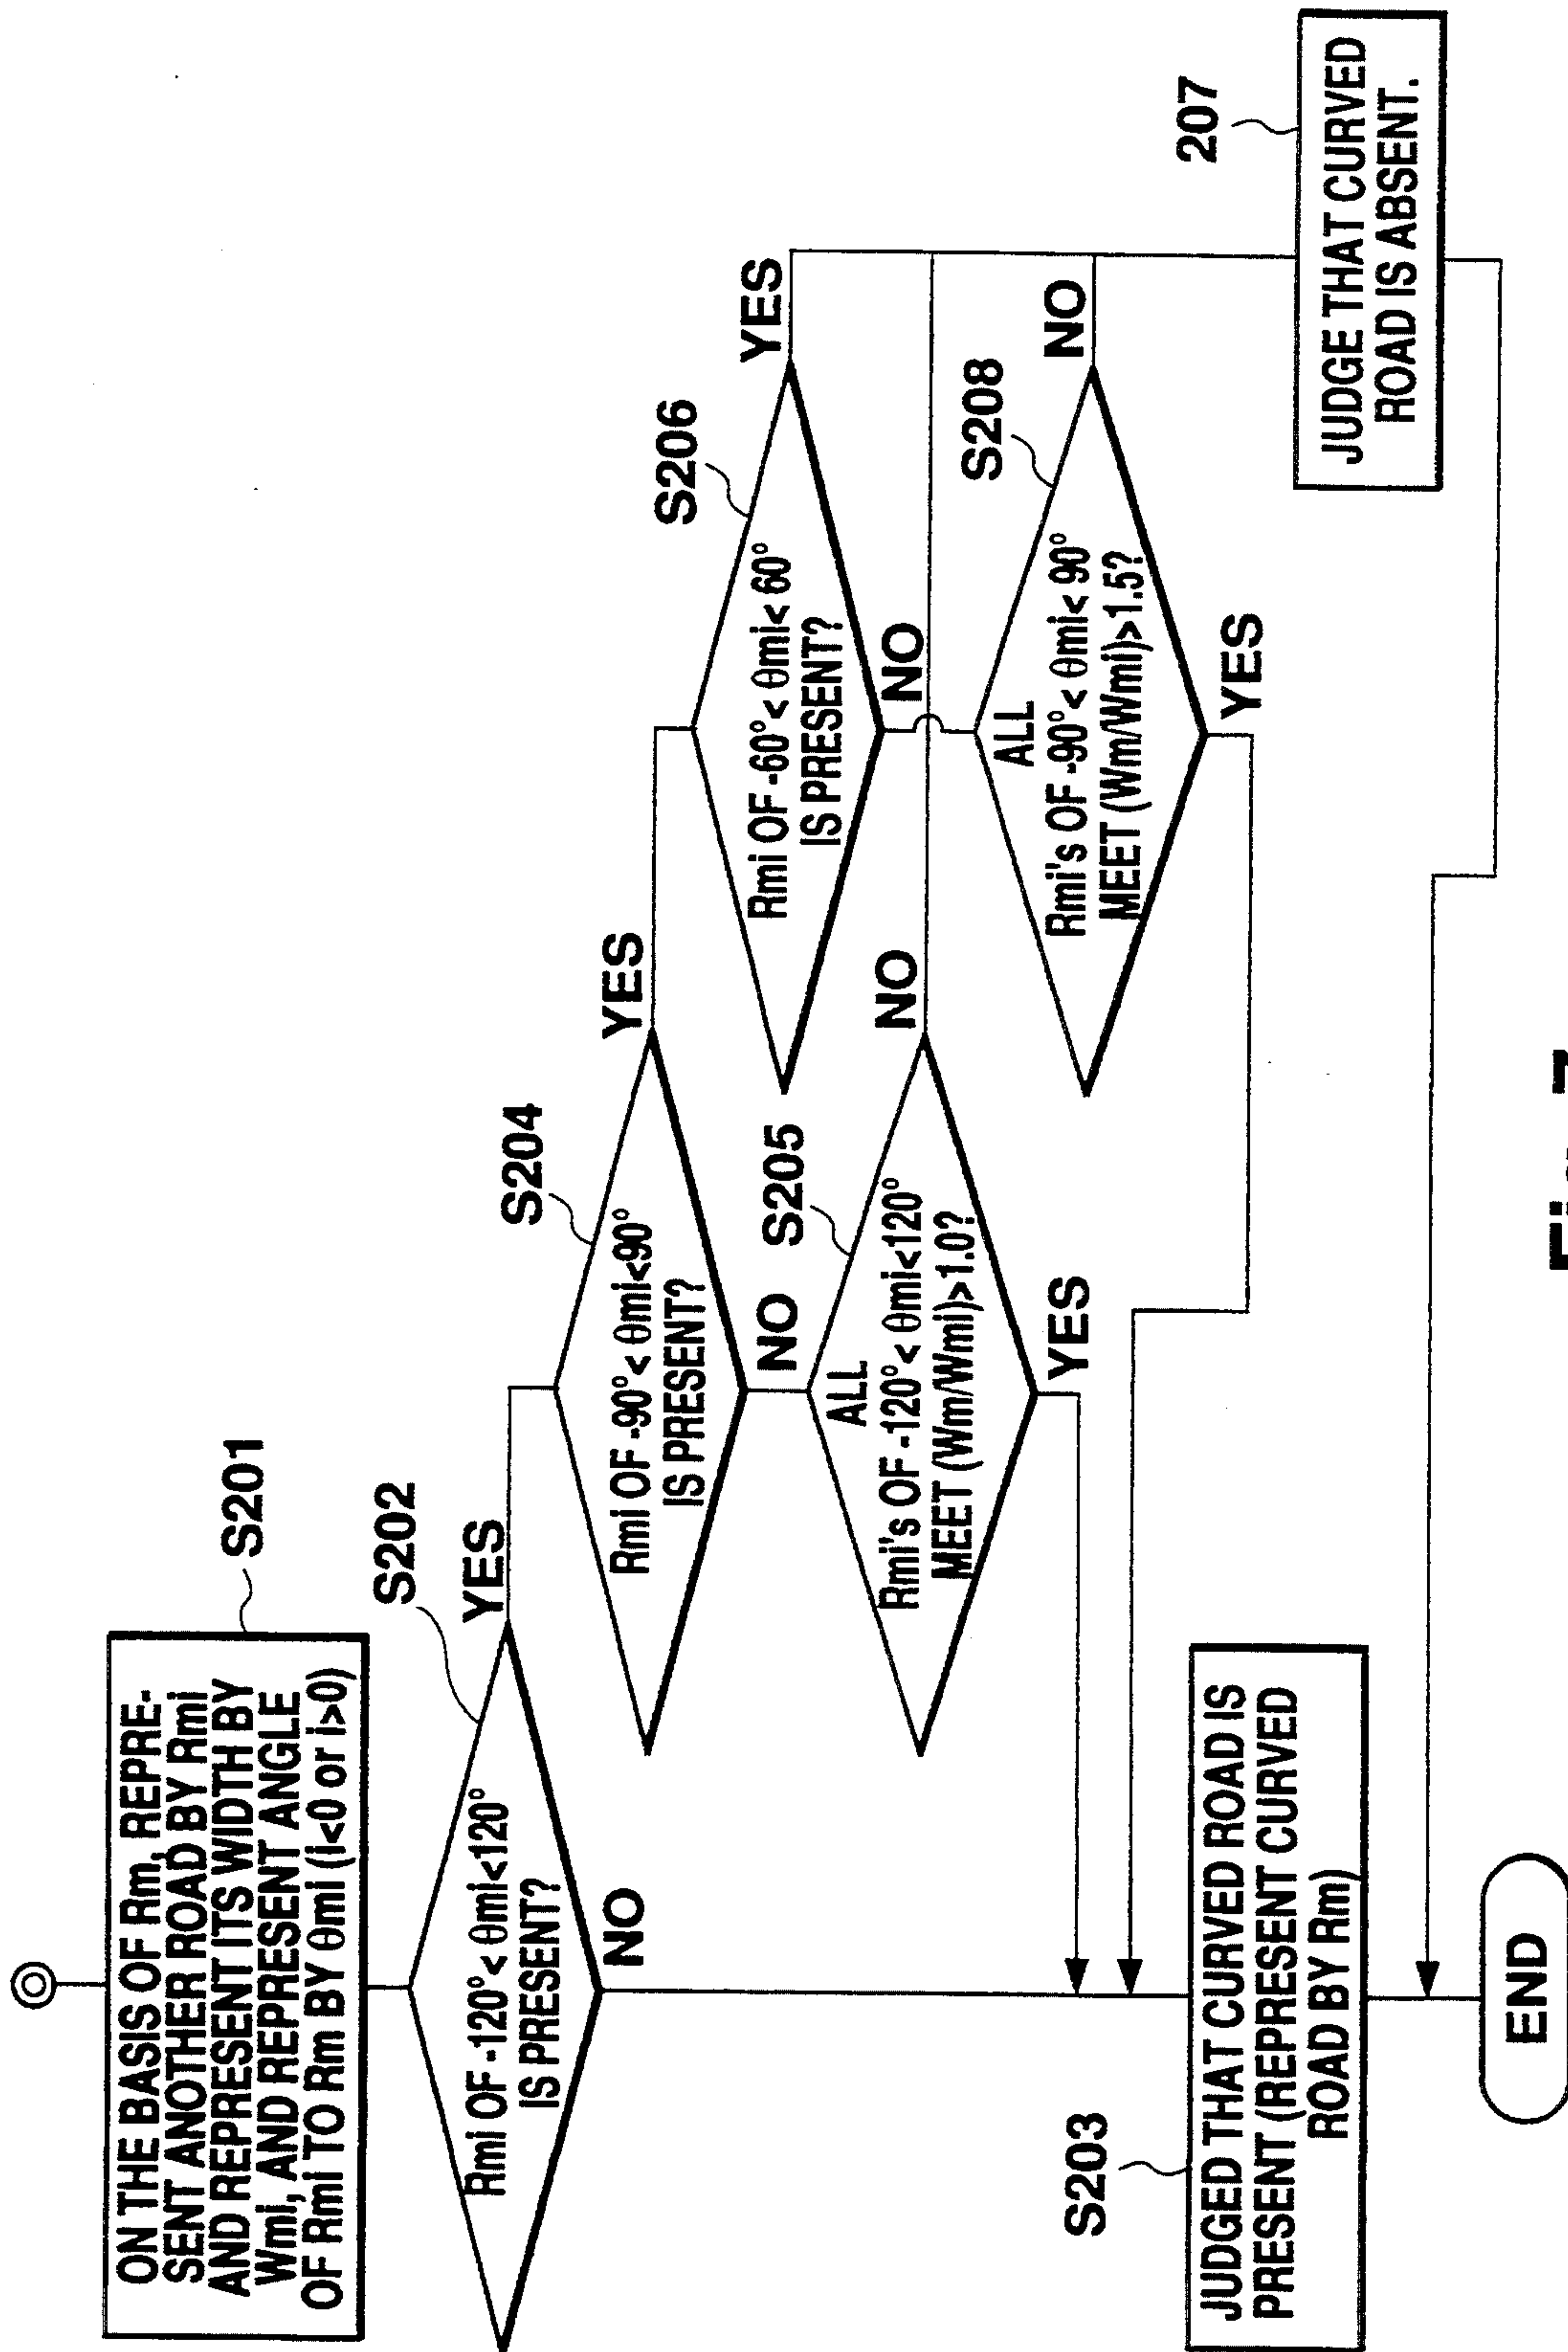 ON THE BASIS OF Rm, REPRE-
SENT ANOTHER ROAD BY Rmi
AND REPRESENT ITS WIDTH BY
Wmi, AND REPRESENT ANGLE
OF Rmi TO Rm BY θmi (i<0 or i>0)
S201
Rmi OF -120°< θmi<120°
IS PRESENT?
S202
YES
NO
Rmi OF -90°< θmi<90°
IS PRESENT?
S204
YES
NO
ALL
Rmi's OF -120°< θmi<120°
MEET (Wm/Wmi)>1.0?
S205
NO
YES
Rmi OF -60°< θmi< 60°
IS PRESENT?
S206
YES
NO
ALL
Rmi's OF -90°< θmi< 90°
MEET (Wm/Wmi)>1.5?
S208
NO
YES
207
JUDGE THAT CURVED
ROAD IS ABSENT.
S203
JUDGED THAT CURVED ROAD IS
PRESENT (REPRESENT CURVED
ROAD BY Rm)
END